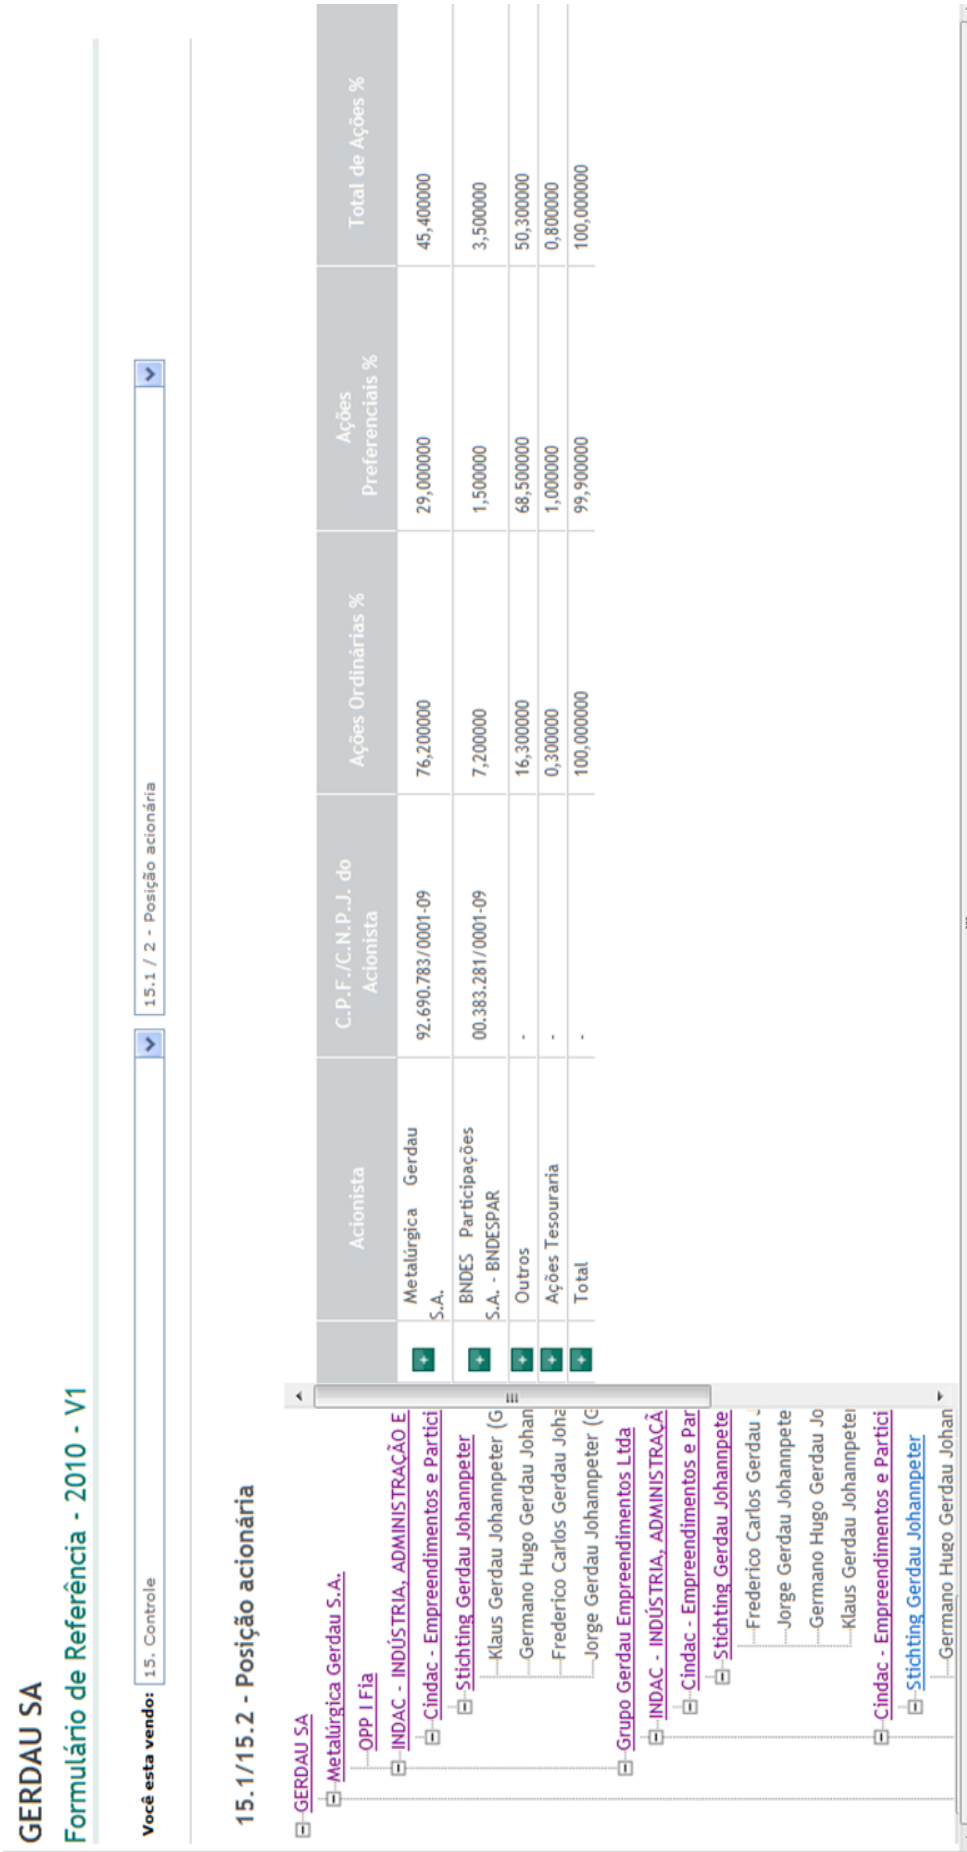 GERDAU SA
Formulário de Referência - 2010 - V1
Você esta vendo: 15. Controle 15.1 / 2 - Posição acionária
15.1/15.2 - Posição acionária
GERDAU SA
Metalúrgica Gerdau S.A.
OPP I Fia
INDAC - INDÚSTRIA, ADMINISTRAÇÃO E
Cindac - Empreendimentos e Partici
Stichting Gerdau Johannpeter
Klaus Gerdau Johannpeter (G
Germano Hugo Gerdau Johan
Frederico Carlos Gerdau Joha
Jorge Gerdau Johannpeter (G
Grupo Gerdau Empreendimentos Ltda
INDAC - INDÚSTRIA, ADMINISTRAÇÃ
Cindac - Empreendimentos e Par
Stichting Gerdau Johannpete
Frederico Carlos Gerdau J
Jorge Gerdau Johannpete
Germano Hugo Gerdau Jo
Klaus Gerdau Johannpeter
Cindac - Empreendimentos e Partici
Stichting Gerdau Johannpeter
Germano Hugo Gerdau Johan
Acionista C.P.F./C.N.P.J. do Acionista Ações Ordinárias % Ações Preferenciais % Total de Ações %
Metalúrgica Gerdau S.A. 92.690.783/0001-09 76,200000 29,000000 45,400000
BNDES Participações S.A. - BNDESPAR 00.383.281/0001-09 7,200000 1,500000 3,500000
Outros - 16,300000 68,500000 50,300000
Ações Tesouraria - 0,300000 1,000000 0,800000
Total - 100,000000 99,900000 100,000000